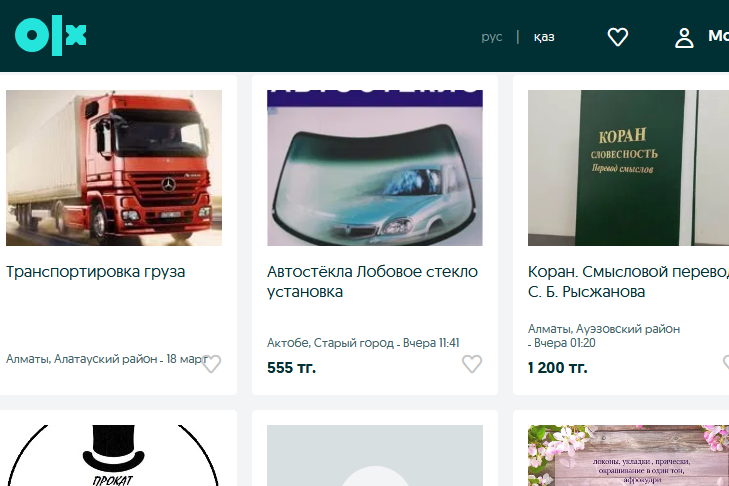 olx
рус | қаз
Мо
КОРАН
СЛОВЕСНОСТЬ
Перевод смыслов
Транспортировка груза
Автостёкла Лобовое стекло
установка
Коран. Смысловой перевод
С. Б. Рысжанова
Алматы, Алатауский район - 18 март
Актобе, Старый город - Вчера 11:41
555 тг.
Алматы, Ауэзовский район
- Вчера 01:20
1 200 тг.
ПРОКАТ
локоны, укладки , прически,
окрашивание в один тон,
афрокудри